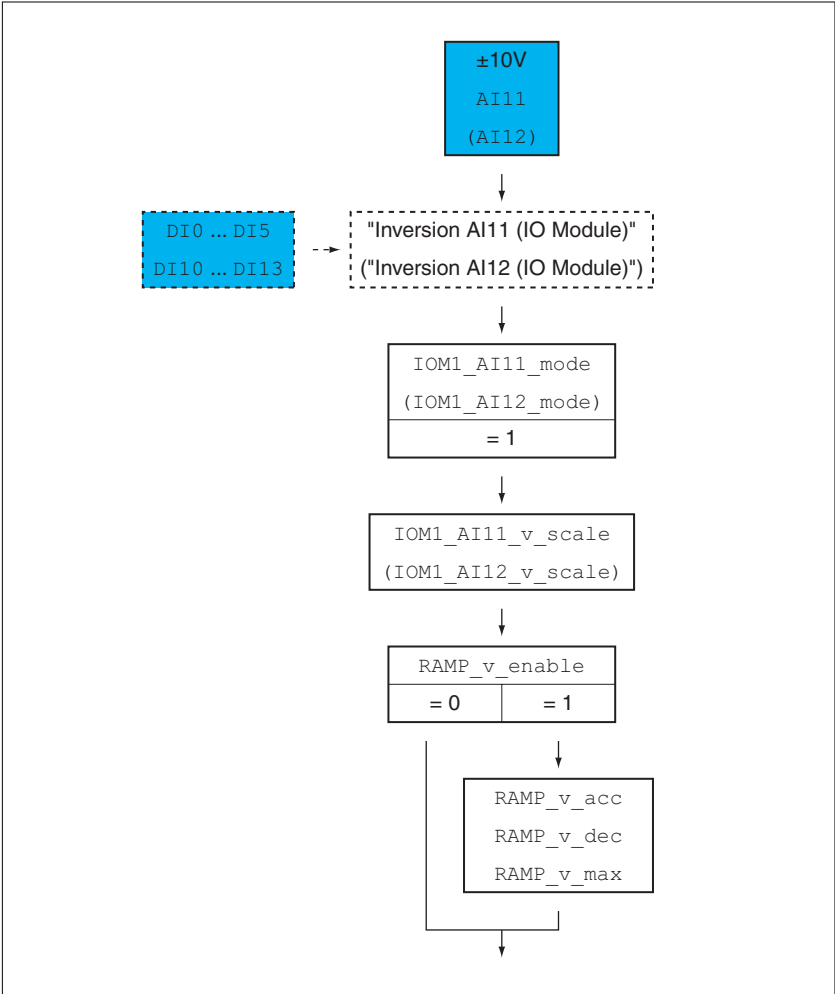 ±10V
AI11
(AI12)
DI0 ... DI5
DI10 ... DI13
"Inversion AI11 (IO Module)"
("Inversion AI12 (IO Module)")
IOM1_AI11_mode
(IOM1_AI12_mode)
= 1
IOM1_AI11_v_scale
(IOM1_AI12_v_scale)
RAMP_v_enable
= 0 = 1
RAMP_v_acc
RAMP_v_dec
RAMP_v_max